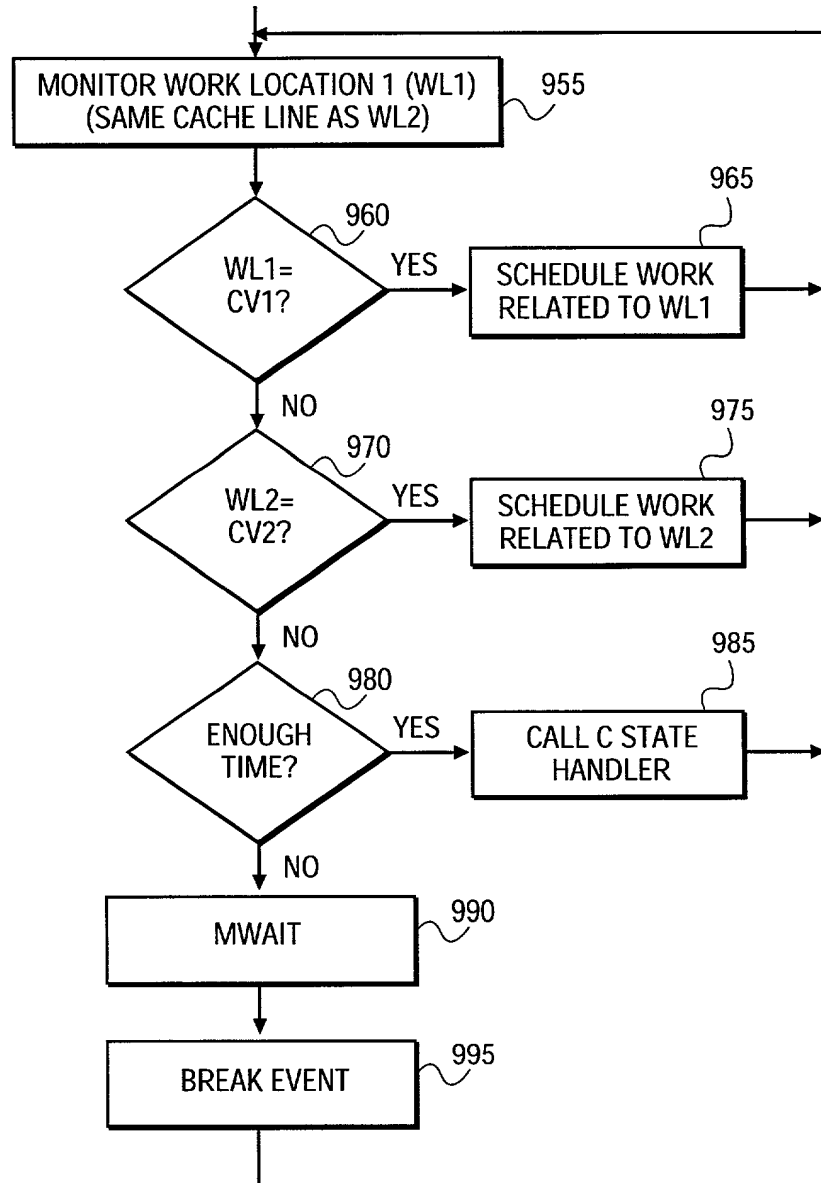 MONITOR WORK LOCATION 1 (WL1)
(SAME CACHE LINE AS WL2)
955
960
WL1=
CV1?
YES
965
SCHEDULE WORK
RELATED TO WL1
NO
970
WL2=
CV2?
YES
975
SCHEDULE WORK
RELATED TO WL2
NO
980
ENOUGH
TIME?
YES
985
CALL C STATE
HANDLER
NO
MWAIT
990
BREAK EVENT
995